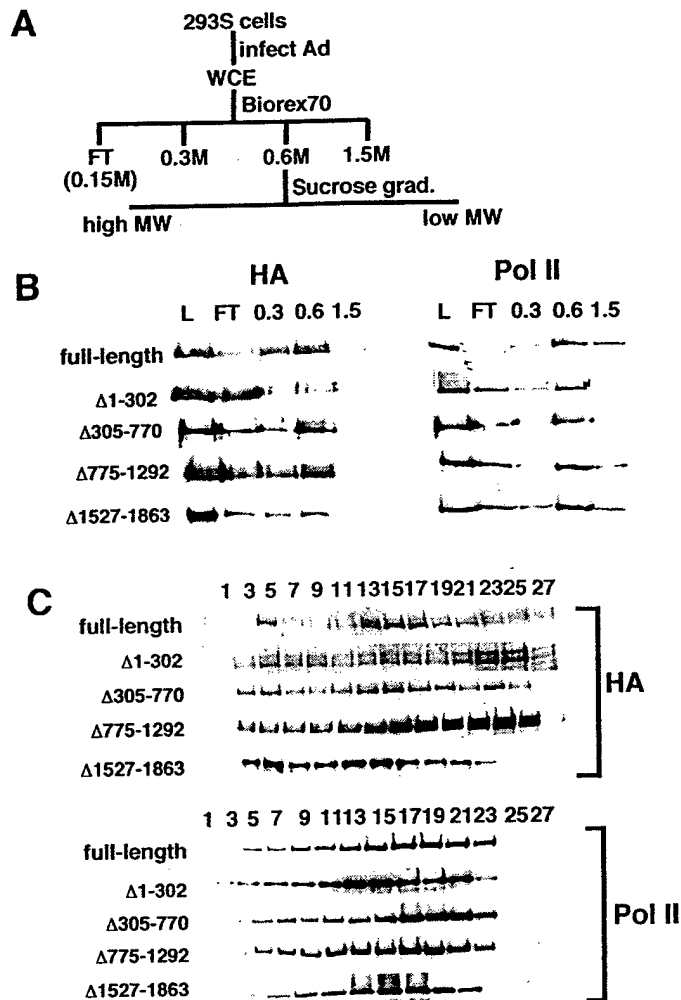 A
293S cells
infect Ad
WCE
Biorex70
FT 0.3M 0.6M 1.5M
(0.15M)
Sucrose grad.
high MW low MW
B
HA Pol II
L FT 0.3 0.6 1.5 L FT 0.3 0.6 1.5
full-length
Δ1-302
Δ305-770
Δ775-1292
Δ1527-1863
C
1 3 5 7 9 11 13 15 17 19 21 23 25 27
full-length
Δ1-302
Δ305-770
HA
Δ775-1292
Δ1527-1863
1 3 5 7 9 11 13 15 17 19 21 23 25 27
full-length
Δ1-302
Δ305-770
Pol II
Δ775-1292
Δ1527-1863